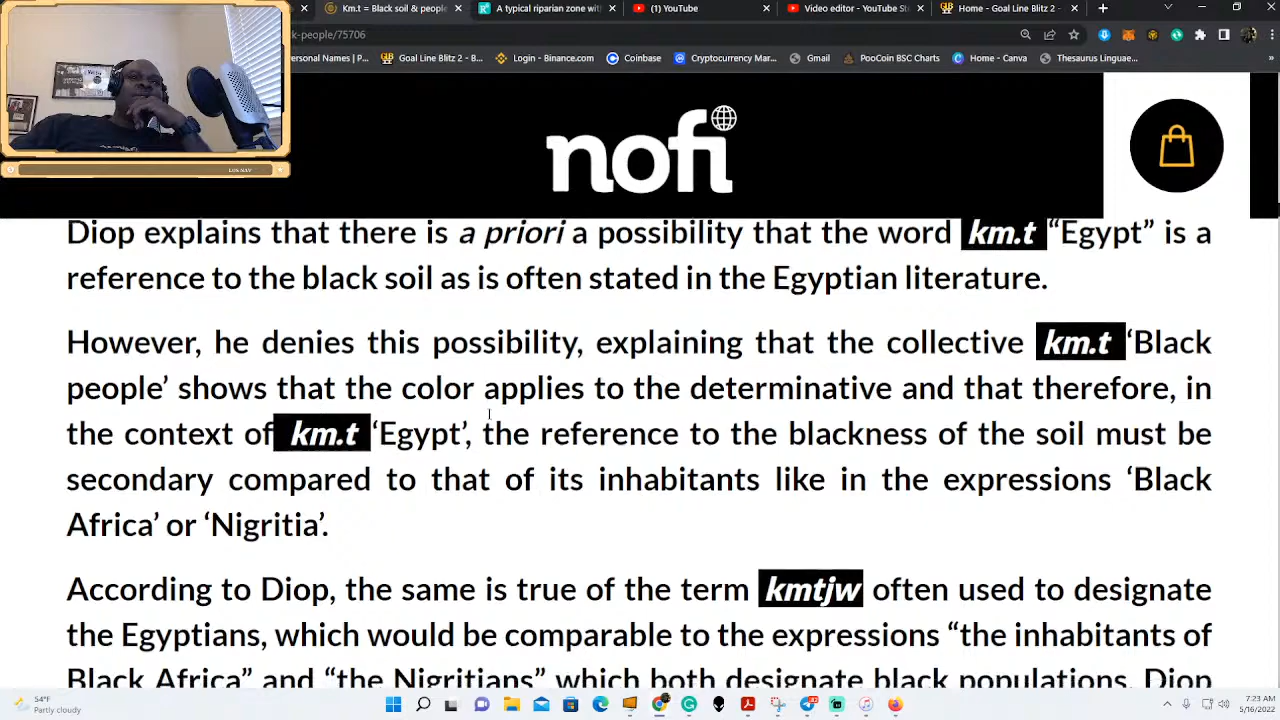 Km.t = Black soil & people
A typical riparian zone with
(1) YouTube
Video editor - YouTube St
Home - Goal Line Blitz 2 -
k-people/75706
ersonal Names | P...
Goal Line Blitz 2 - B...
Login - Binance.com
Coinbase
Cryptocurrency Mar...
Gmail
PooCoin BSC Charts
Home - Canva
Thesaurus Linguae...
nofi
Diop explains that there is a priori a possibility that the word km.t “Egypt” is a
reference to the black soil as is often stated in the Egyptian literature.
However, he denies this possibility, explaining that the collective km.t ‘Black
people’ shows that the color applies to the determinative and that therefore, in
the context of km.t ‘Egypt’, the reference to the blackness of the soil must be
secondary compared to that of its inhabitants like in the expressions ‘Black
Africa’ or ‘Nigritia’.
According to Diop, the same is true of the term kmtjw often used to designate
the Egyptians, which would be comparable to the expressions “the inhabitants of
Black Africa” and “the Nigritians” which both designate black populations. Diop
54°F
Partly cloudy
7:23 AM
5/16/2022